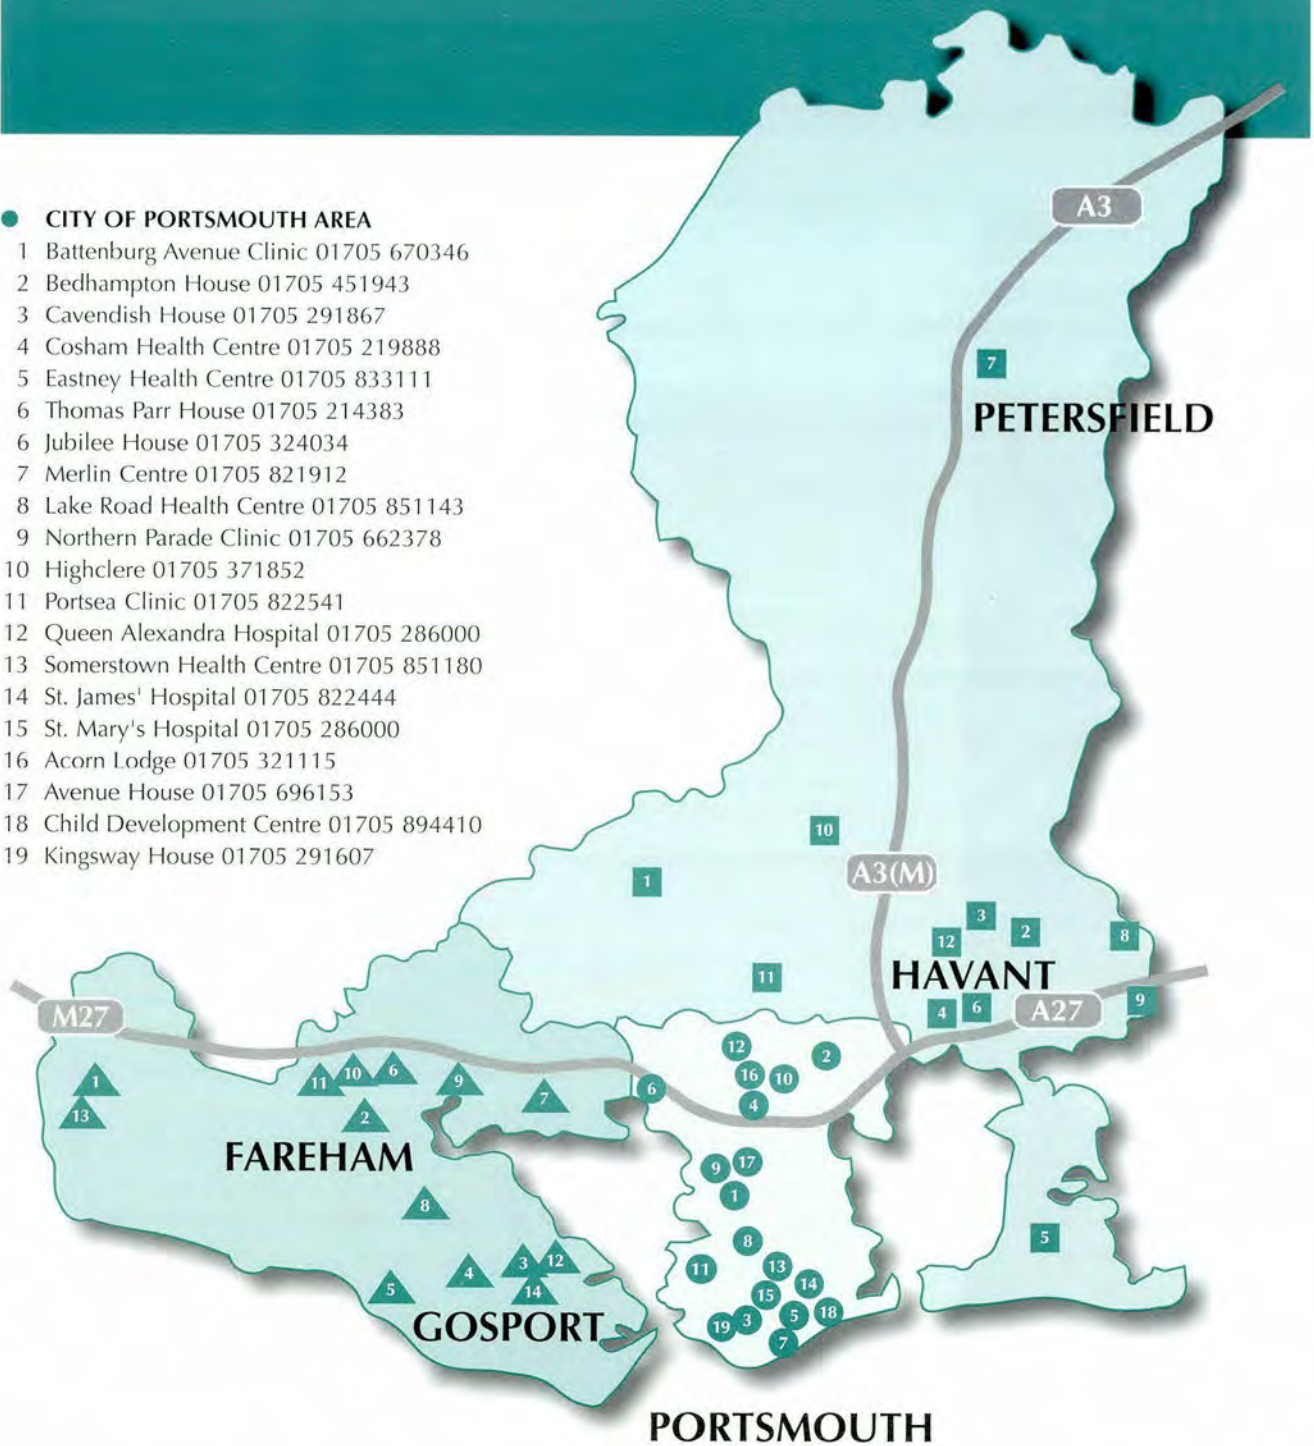 CITY OF PORTSMOUTH AREA
1 Battenburg Avenue Clinic 01705 670346
2 Bedhampton House 01705 451943
3 Cavendish House 01705 291867
4 Cosham Health Centre 01705 219888
5 Eastney Health Centre 01705 833111
6 Thomas Parr House 01705 214383
6 Jubilee House 01705 324034
7 Merlin Centre 01705 821912
8 Lake Road Health Centre 01705 851143
9 Northern Parade Clinic 01705 662378
10 Highclere 01705 371852
11 Portsea Clinic 01705 822541
12 Queen Alexandra Hospital 01705 286000
13 Somerstown Health Centre 01705 851180
14 St. James' Hospital 01705 822444
15 St. Mary's Hospital 01705 286000
16 Acorn Lodge 01705 321115
17 Avenue House 01705 696153
18 Child Development Centre 01705 894410
19 Kingsway House 01705 291607
A3
7
PETERSFIELD
10
A3(M)
1
3
2
12
8
HAVANT
11
4
6
A27
9
M27
12
2
16
10
4
6
1
13
11
10
6
9
7
2
FAREHAM
9
17
1
8
8
11
13
14
15
5
18
19
3
7
5
3
12
4
5
14
GOSPORT
PORTSMOUTH